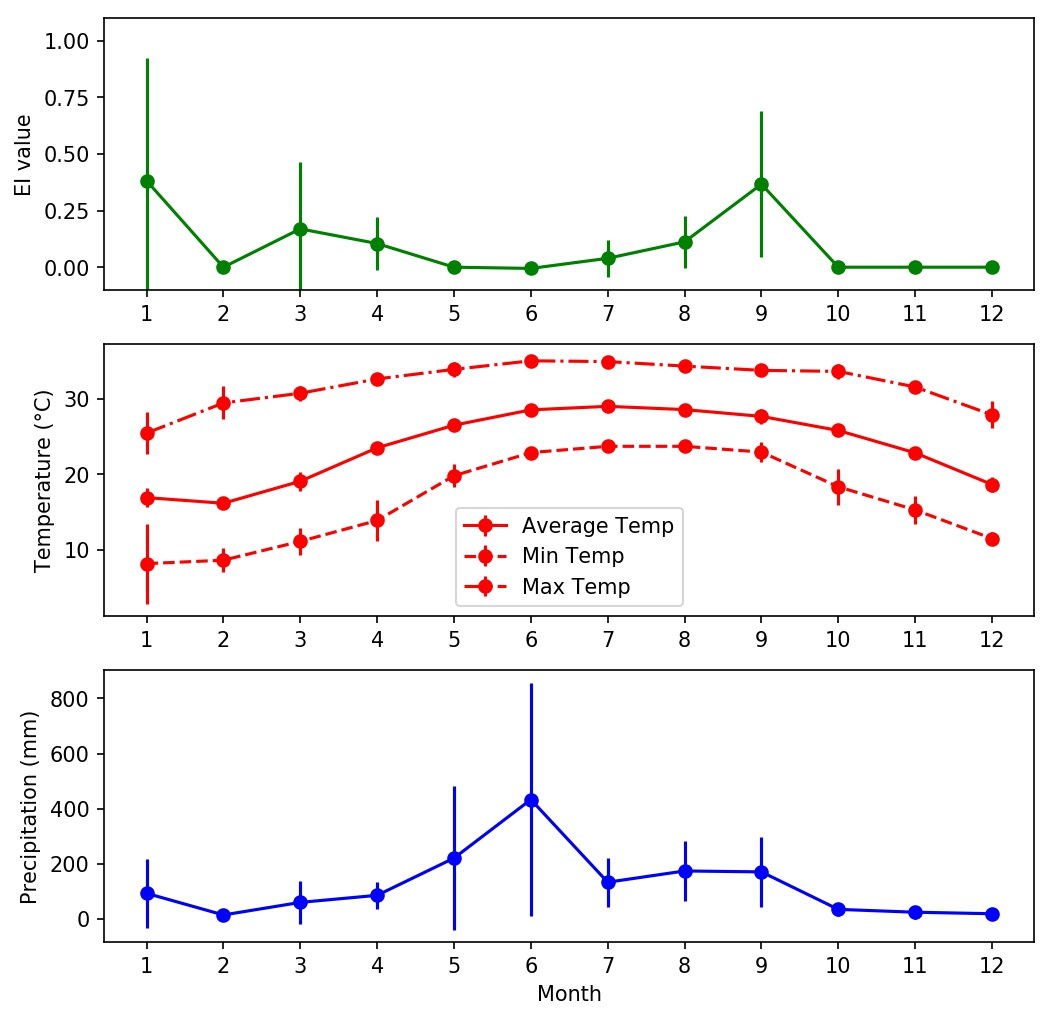 1.00
0.75
0.50
0.25
0.00
EI value
1 2 3 4 5 6 7 8 9 10 11 12
30
20
10
Temperature (°C)
Average Temp
Min Temp
Max Temp
1 2 3 4 5 6 7 8 9 10 11 12
800
600
400
200
0
Precipitation (mm)
1 2 3 4 5 6 7 8 9 10 11 12
Month